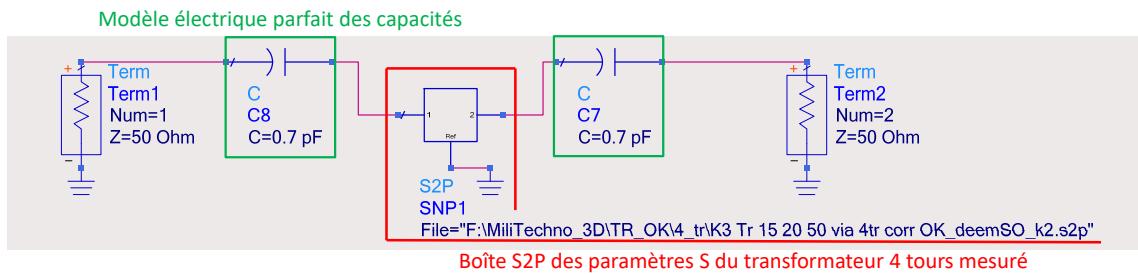 Modèle électrique parfait des capacités
+
Term
Term1
Num=1
Z=50 Ohm
−
C
C8
C=0.7 pF
1
2
Ref
S2P
SNP1
File="F:\MiliTechno_3D\TR_OK\4_tr\K3 Tr 15 20 50 via 4tr corr OK_deemSO_k2.s2p"
C
C7
C=0.7 pF
+
Term
Term2
Num=2
Z=50 Ohm
−
Boîte S2P des paramètres S du transformateur 4 tours mesuré